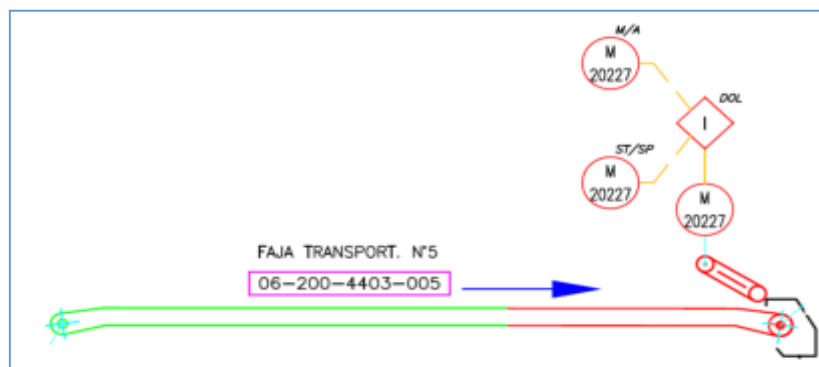 M/A
M
20227
DOL
I
ST/SP
M
20227
M
20227
FAJA TRANSPORT. N°5
06-200-4403-005